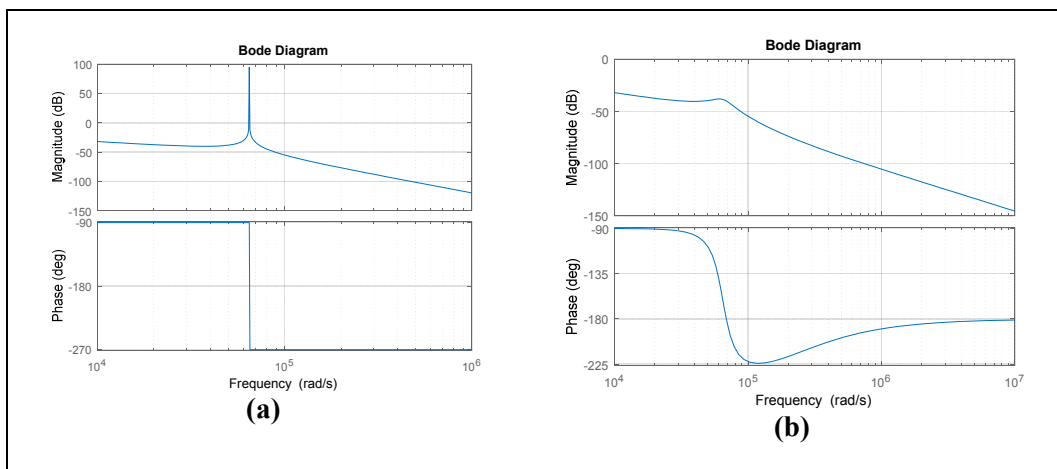 Bode Diagram
Magnitude (dB)
100
50
0
-50
-100
-150
Phase (deg)
-90
-180
-270
10^4
10^5
10^6
Frequency (rad/s)
(a)
Bode Diagram
Magnitude (dB)
0
-50
-100
-150
Phase (deg)
-90
-135
-180
-225
10^4
10^5
10^6
10^7
Frequency (rad/s)
(b)